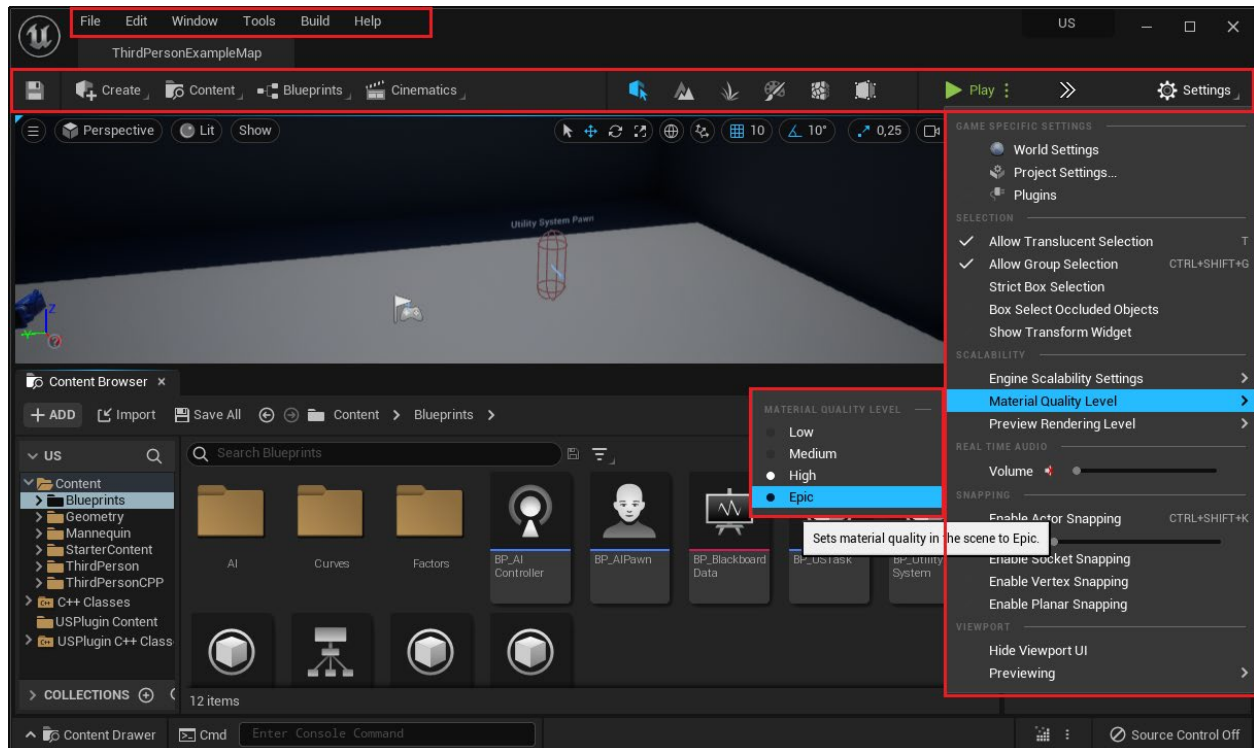 File Edit Window Tools Build Help
US
ThirdPersonExampleMap
Create Content Blueprints Cinematics Play Settings
Perspective Lit Show 10 10° 0,25
GAME SPECIFIC SETTINGS
World Settings
Project Settings...
Plugins
SELECTION
Allow Translucent Selection T
Allow Group Selection CTRL+SHIFT+G
Strict Box Selection
Box Select Occluded Objects
Show Transform Widget
SCALABILITY
Engine Scalability Settings
Material Quality Level
Preview Rendering Level
REAL TIME AUDIO
Volume
SNAPPING
Enable Actor Snapping CTRL+SHIFT+K
Enable Socket Snapping
Enable Vertex Snapping
Enable Planar Snapping
VIEWPORT
Hide Viewport UI
Previewing
Utility System Pawn
Z
Content Browser
ADD Import Save All Content Blueprints
MATERIAL QUALITY LEVEL
Low
Medium
High
Epic
Sets material quality in the scene to Epic.
US
Search Blueprints
Content
Blueprints
Geometry
Mannequin
StarterContent
ThirdPerson
ThirdPersonCPP
C++ Classes
USPlugin Content
USPlugin C++ Class
AI Curves Factors
BP_AI
Controller
BP_AIPawn
BP_Blackboard
Data
BP_USTask
BP_Utility
System
COLLECTIONS
12 items
Content Drawer Cmd Enter Console Command Source Control Off